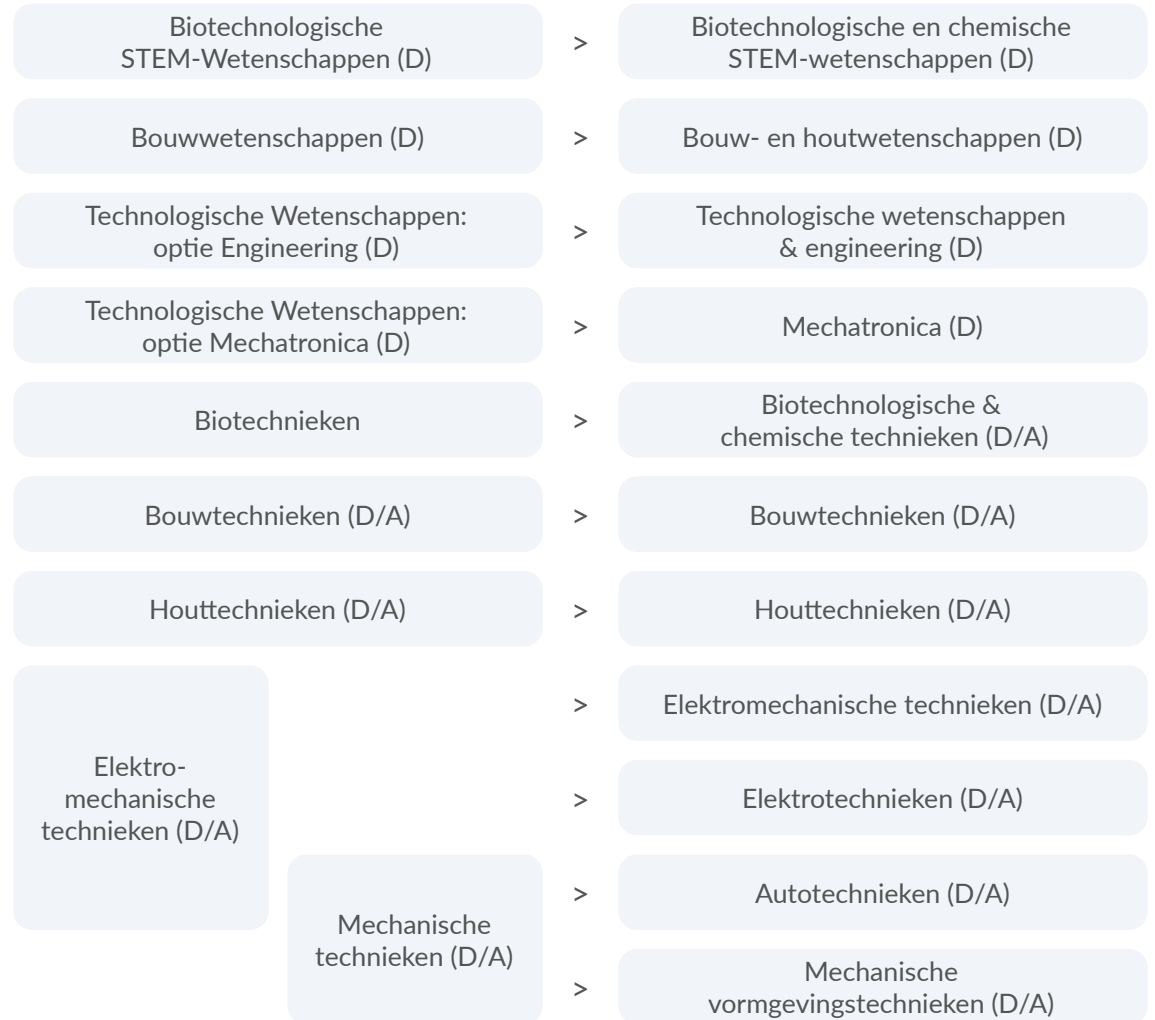 Biotechnologische
STEM-Wetenschappen (D)
>
Biotechnologische en chemische
STEM-wetenschappen (D)
Bouwwetenschappen (D)
>
Bouw- en houtwetenschappen (D)
Technologische Wetenschappen:
optie Engineering (D)
>
Technologische wetenschappen
& engineering (D)
Technologische Wetenschappen:
optie Mechatronica (D)
>
Mechatronica (D)
Biotechnieken
>
Biotechnologische &
chemische technieken (D/A)
Bouwtechnieken (D/A)
>
Bouwtechnieken (D/A)
Houttechnieken (D/A)
>
Houttechnieken (D/A)
Elektro-
mechanische
technieken (D/A)
>
Elektromechanische technieken (D/A)
>
Elektrotechnieken (D/A)
Mechanische
technieken (D/A)
>
Autotechnieken (D/A)
>
Mechanische
vormgevingstechnieken (D/A)